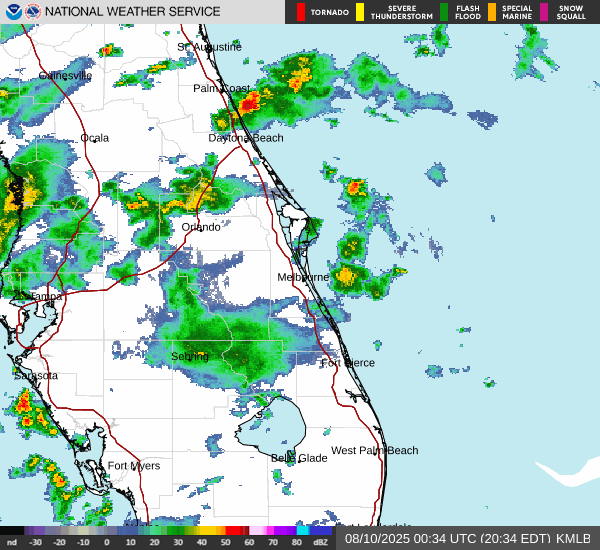 NATIONAL WEATHER SERVICE
TORNADO
SEVERE THUNDERSTORM
FLASH FLOOD
SPECIAL MARINE
SNOW SQUALL
St. Augustine
Gainesville
Palm Coast
Ocala
Daytona Beach
Orlando
Melbourne
Tampa
Sebring
Fort Pierce
Sarasota
West Palm Beach
Belle Glade
Fort Myers
nd -30 -20 -10 0 10 20 30 40 50 60 70 80 dBZ
08/10/2025 00:34 UTC (20:34 EDT) KMLB